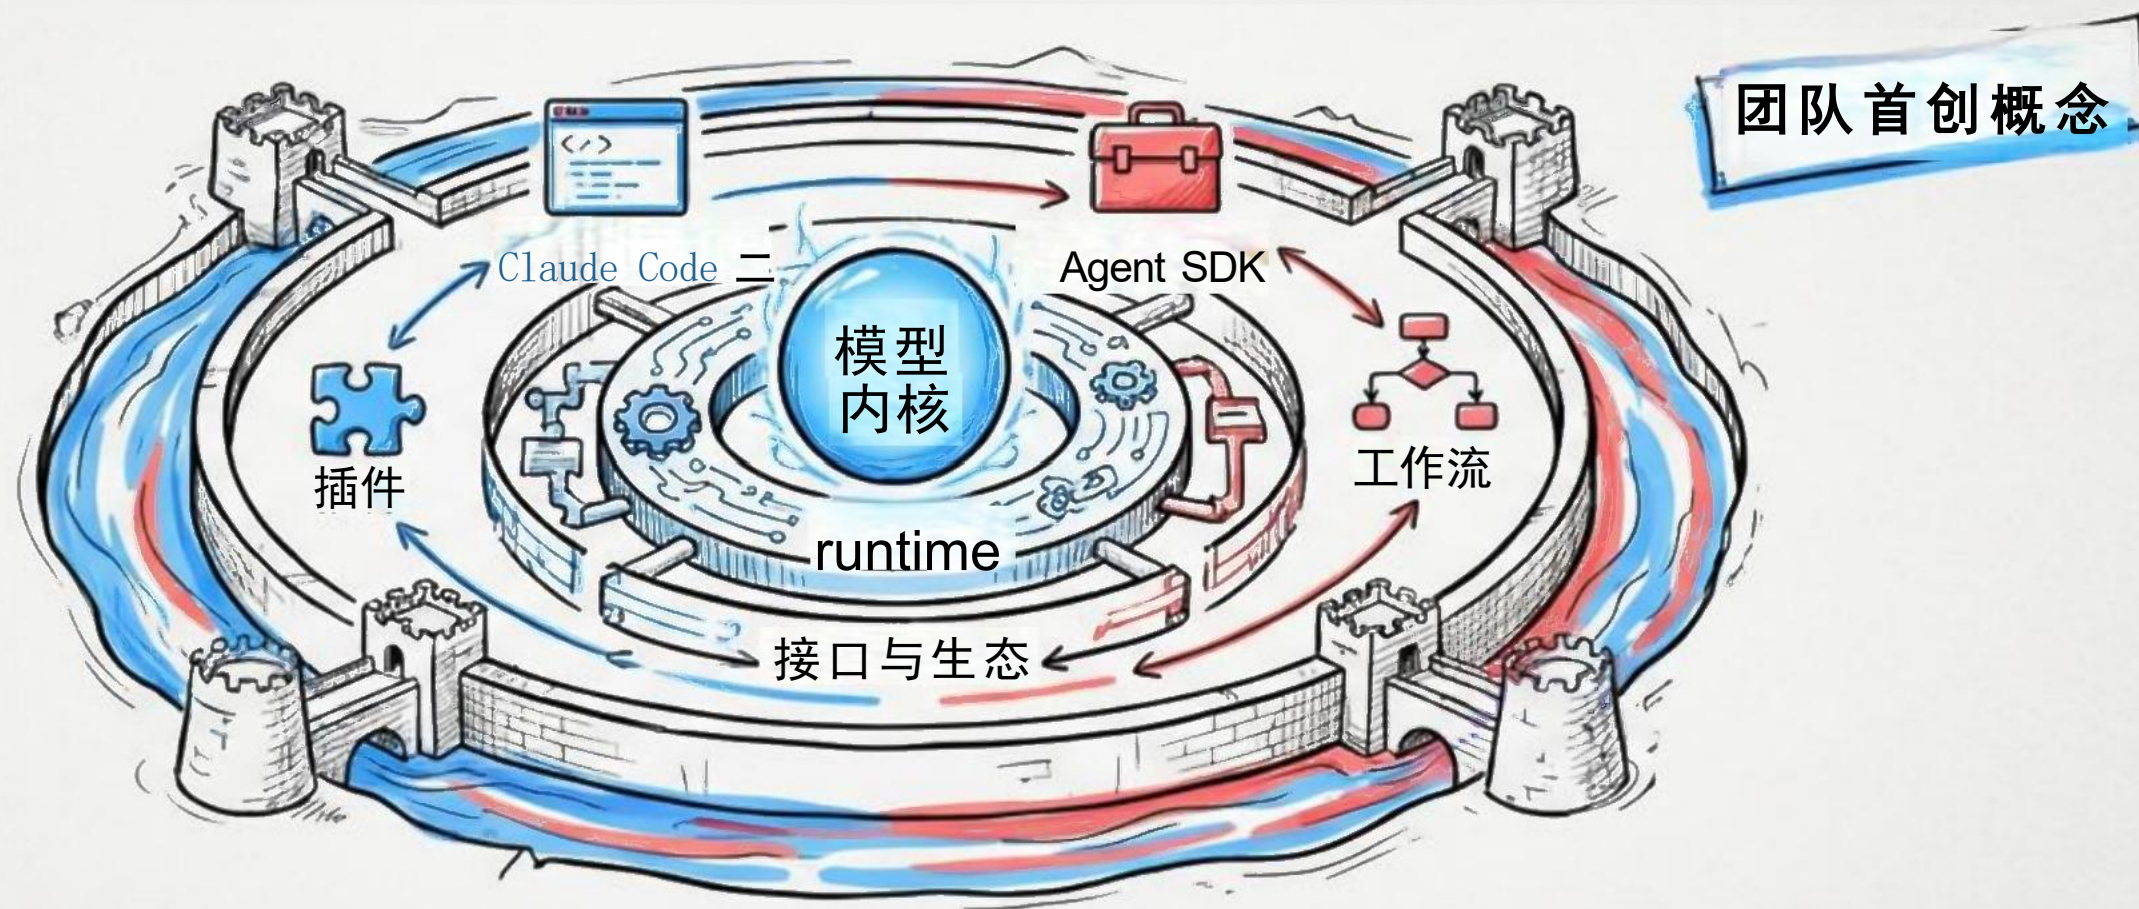 团队首创概念
</>
Claude Code 二
Agent SDK
模型
内核
插件
工作流
runtime
接口与生态